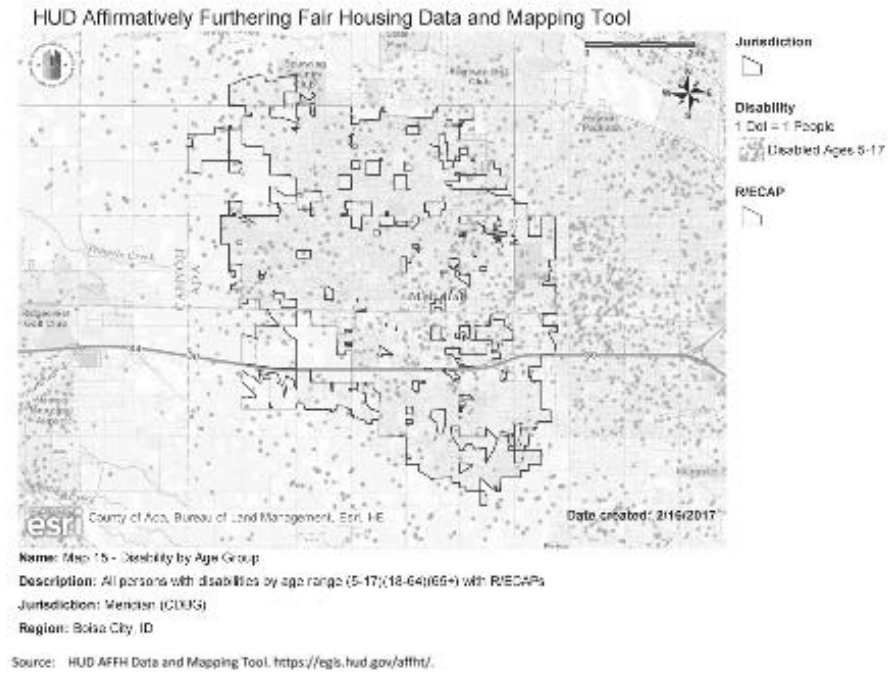 HUD Affirmatively Furthering Fair Housing Data and Mapping Tool
Jurisdiction
Disability
1 Dot = 1 People
Disabled Ages 5-17
R/ECAP
CANYON
ADA
84
esri
County of Ada, Bureau of Land Management, Esri, HE
Date created: 2/16/2017
Name: Map 15 - Disability by Age Group
Description: All persons with disabilities by age range (5-17)(18-64)(65+) with R/ECAPs
Jurisdiction: Meridian (CDBG)
Region: Boise City, ID
Source: HUD AFFH Data and Mapping Tool. https://egis.hud.gov/affht/.